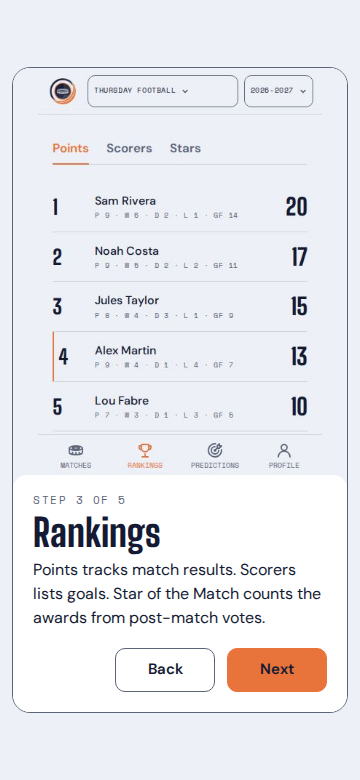 THURSDAY FOOTBALL
2026-2027
Points Scorers Stars
1 Sam Rivera 20
P 9 · W 6 · D 2 · L 1 · GF 14
2 Noah Costa 17
P 9 · W 5 · D 2 · L 2 · GF 11
3 Jules Taylor 15
P 8 · W 4 · D 3 · L 1 · GF 9
4 Alex Martin 13
P 9 · W 4 · D 1 · L 4 · GF 7
5 Lou Fabre 10
P 7 · W 3 · D 1 · L 3 · GF 5
MATCHES RANKINGS PREDICTIONS PROFILE
STEP 3 OF 5
Rankings
Points tracks match results. Scorers
lists goals. Star of the Match counts the
awards from post-match votes.
Back Next